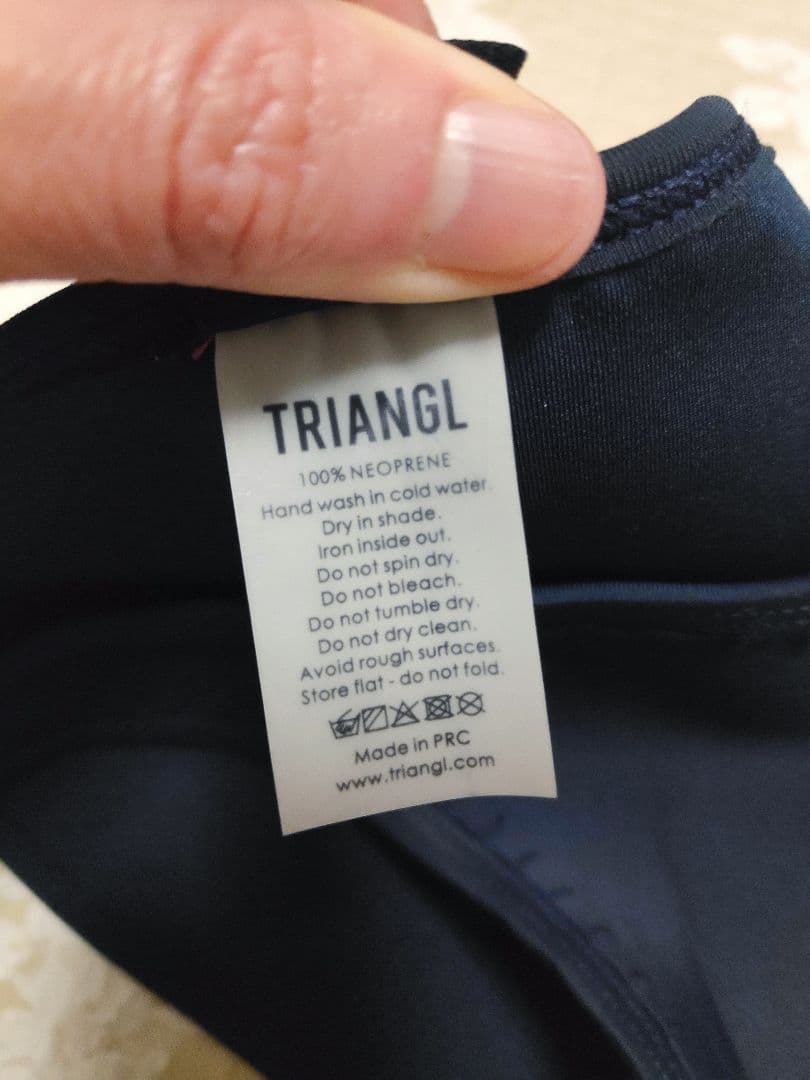 TRIANGL
100% NEOPRENE
Hand wash in cold water.
Dry in shade.
Iron inside out.
Do not spin dry.
Do not bleach.
Do not tumble dry.
Do not dry clean.
Avoid rough surfaces.
Store flat - do not fold.
Made in PRC
www.triangl.com